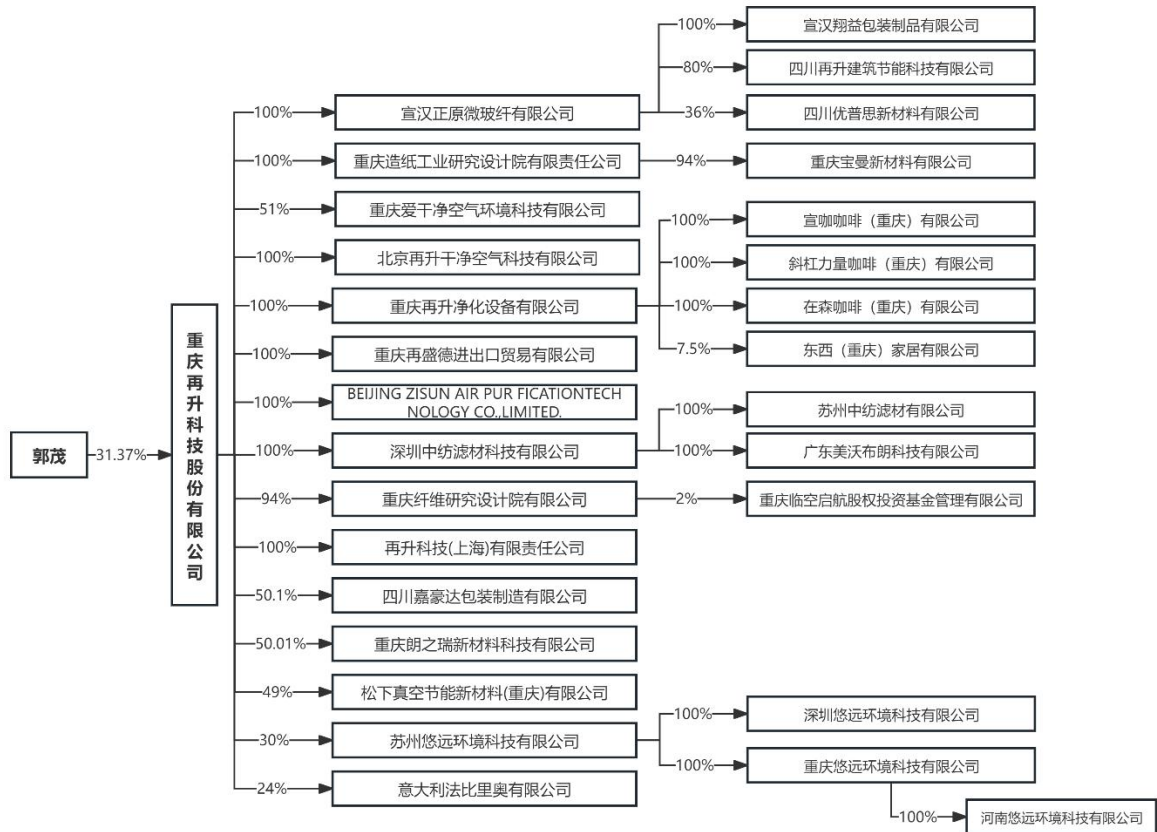 100%
宣汉翔益包装制品有限公司
80%
四川再升建筑节能科技有限公司
100%
宣汉正原微玻纤有限公司
36%
四川优普思新材料有限公司
100%
重庆造纸工业研究设计院有限责任公司
94%
重庆宝曼新材料有限公司
51%
重庆爱干净空气环境科技有限公司
100%
宣咖咖啡（重庆）有限公司
100%
北京再升干净空气科技有限公司
100%
斜杠力量咖啡（重庆）有限公司
100%
重庆再升净化设备有限公司
100%
在森咖啡（重庆）有限公司
100%
重庆再盛德进出口贸易有限公司
7.5%
东西（重庆）家居有限公司
100%
BEIJING ZISUN AIR PUR FICATIONTECH
NOLOGY CO.,LIMITED.
100%
苏州中纺滤材有限公司
郭茂
31.37%
重庆再升科技股份有限公司
100%
深圳中纺滤材科技有限公司
100%
广东美沃布朗科技有限公司
94%
重庆纤维研究设计院有限公司
2%
重庆临空启航股权投资基金管理有限公司
100%
再升科技(上海)有限责任公司
50.1%
四川嘉豪达包装制造有限公司
50.01%
重庆朗之瑞新材料科技有限公司
49%
松下真空节能新材料(重庆)有限公司
100%
深圳悠远环境科技有限公司
30%
苏州悠远环境科技有限公司
100%
重庆悠远环境科技有限公司
24%
意大利法比里奥有限公司
100%
河南悠远环境科技有限公司